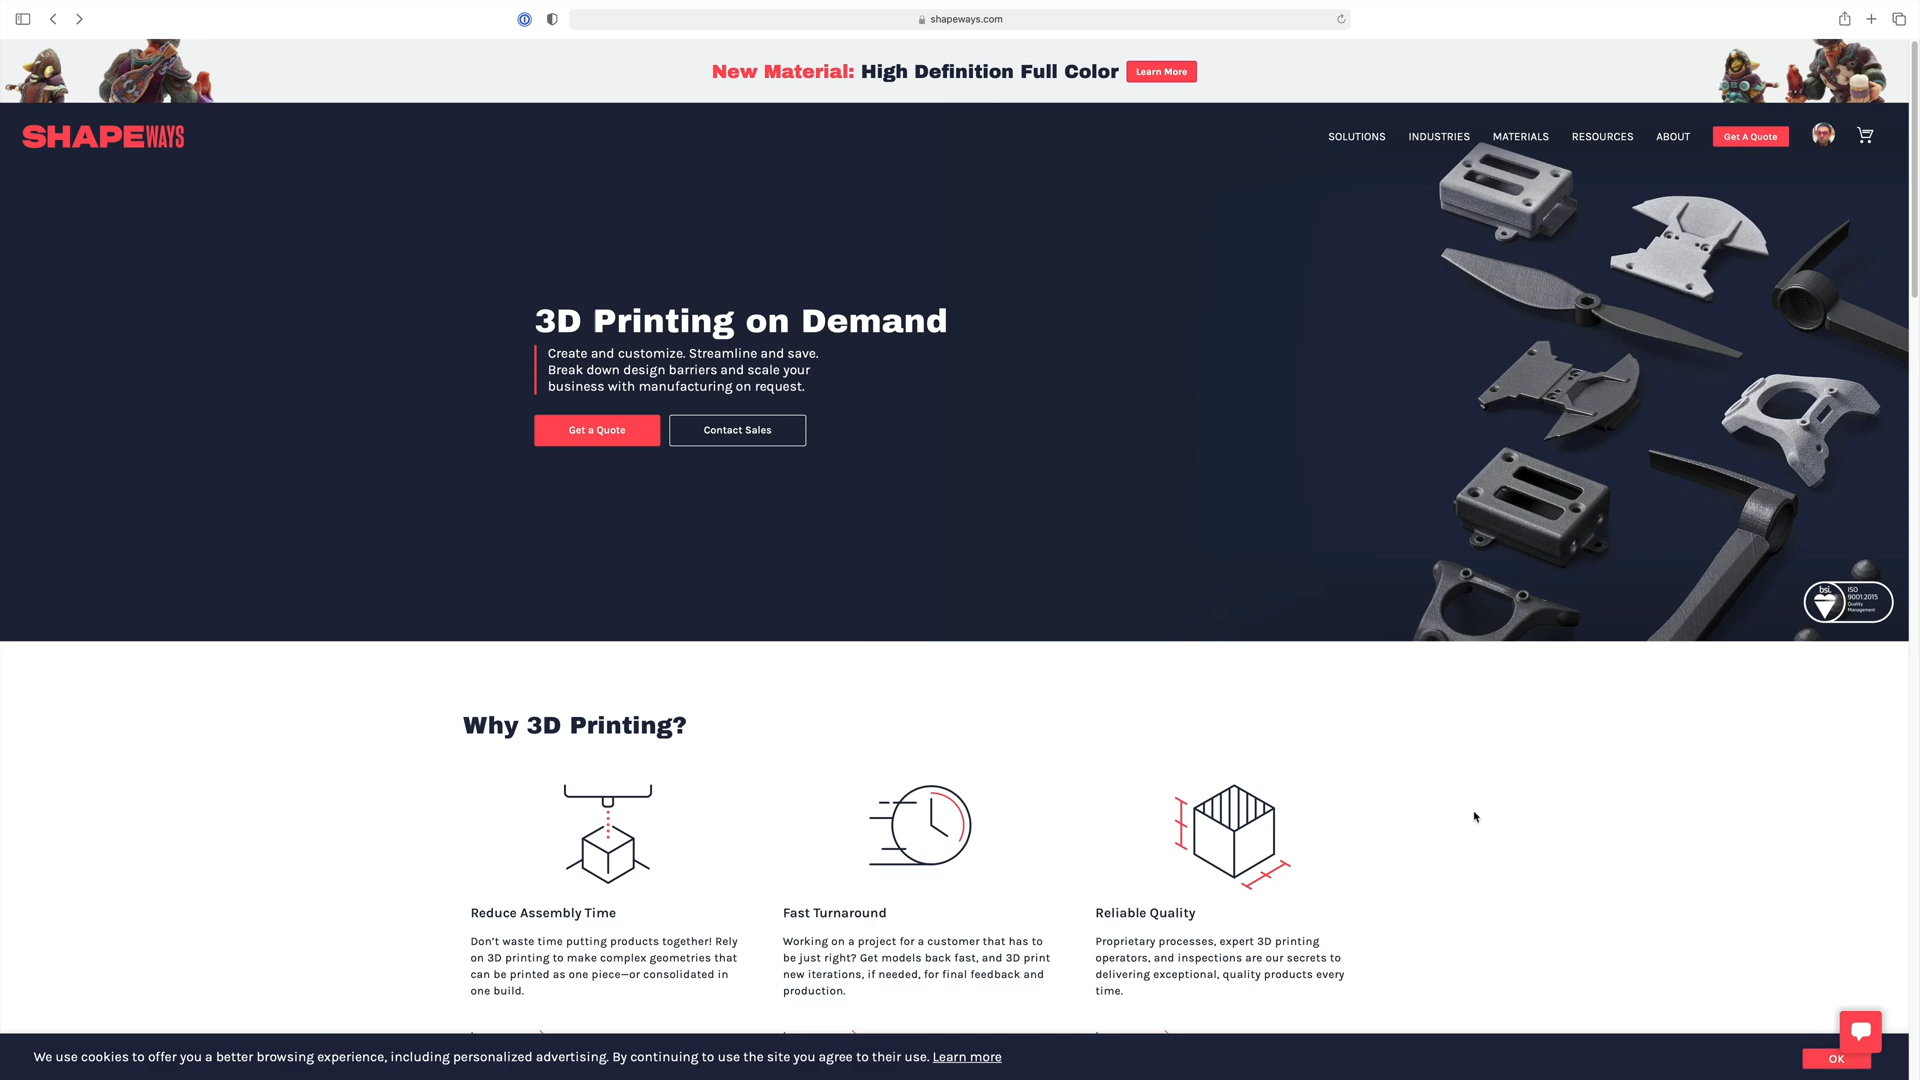 shapeways.com
New Material: High Definition Full Color
Learn More
SHAPEWAYS
SOLUTIONS
INDUSTRIES
MATERIALS
RESOURCES
ABOUT
Get A Quote
3D Printing on Demand
Create and customize. Streamline and save.
Break down design barriers and scale your
business with manufacturing on request.
Get a Quote
Contact Sales
bsi.
ISO
9001:2015
Quality
Management
Why 3D Printing?
Reduce Assembly Time
Don't waste time putting products together! Rely
on 3D printing to make complex geometries that
can be printed as one piece—or consolidated in
one build.
Fast Turnaround
Working on a project for a customer that has to
be just right? Get models back fast, and 3D print
new iterations, if needed, for final feedback and
production.
Reliable Quality
Proprietary processes, expert 3D printing
operators, and inspections are our secrets to
delivering exceptional, quality products every
time.
We use cookies to offer you a better browsing experience, including personalized advertising. By continuing to use the site you agree to their use. Learn more
OK